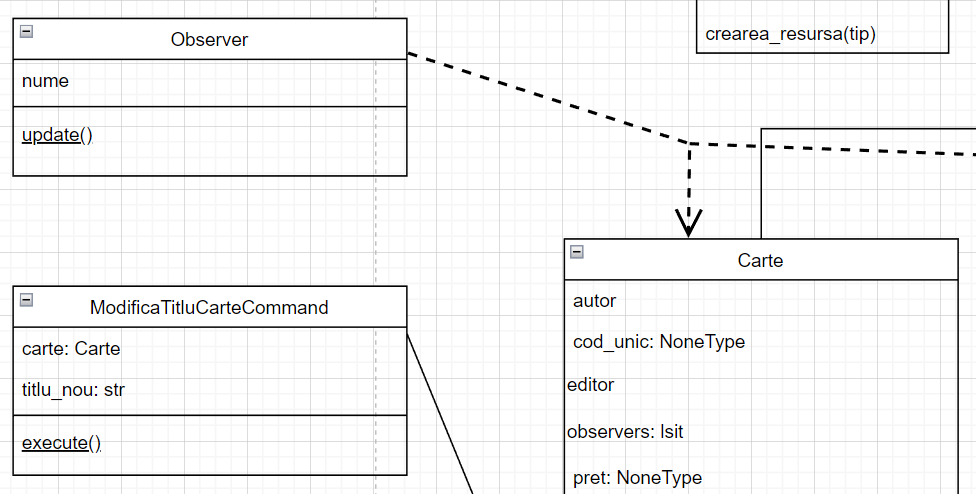 Observer
nume
update()
crearea_resursa(tip)
ModificaTitluCarteCommand
carte: Carte
titlu_nou: str
execute()
Carte
autor
cod_unic: NoneType
editor
observers: lsit
pret: NoneType